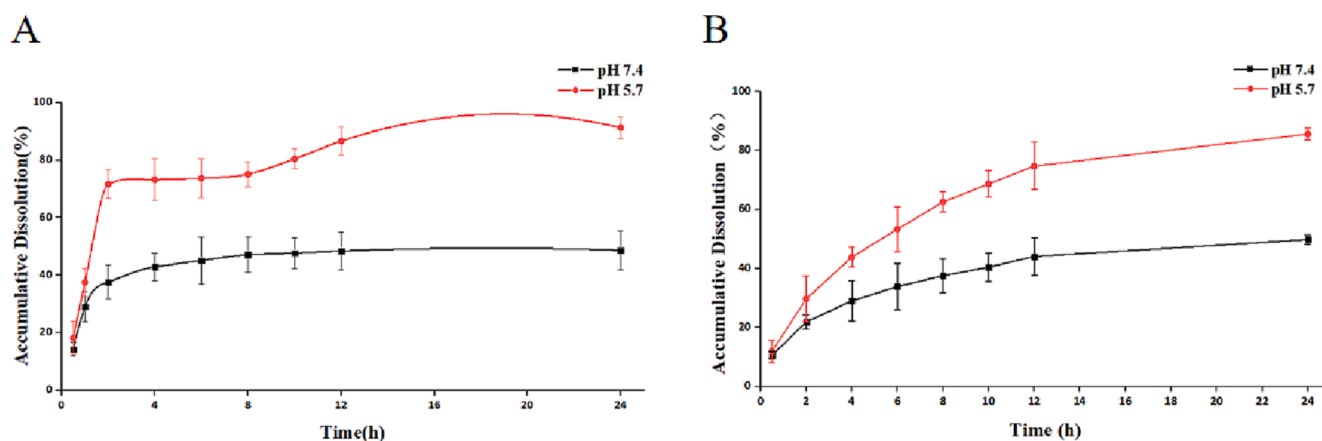 A
pH 7.4
pH 5.7
Accumulative Dissolution(%)
100
80
60
40
20
0
0 4 8 12 16 20 24
Time(h)
B
pH 7.4
pH 5.7
Accumulative Dissolution （%）
100
80
60
40
20
0
0 2 4 6 8 10 12 14 16 18 20 22 24
Time (h)